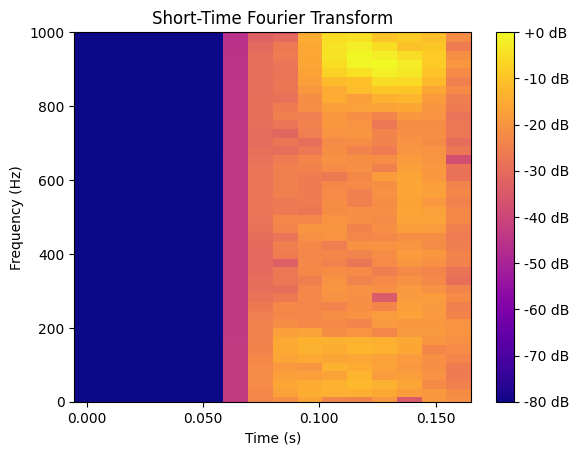 Short-Time Fourier Transform
1000
800
600
400
200
0
Frequency (Hz)
0.000
0.050
0.100
0.150
Time (s)
+0 dB
-10 dB
-20 dB
-30 dB
-40 dB
-50 dB
-60 dB
-70 dB
-80 dB